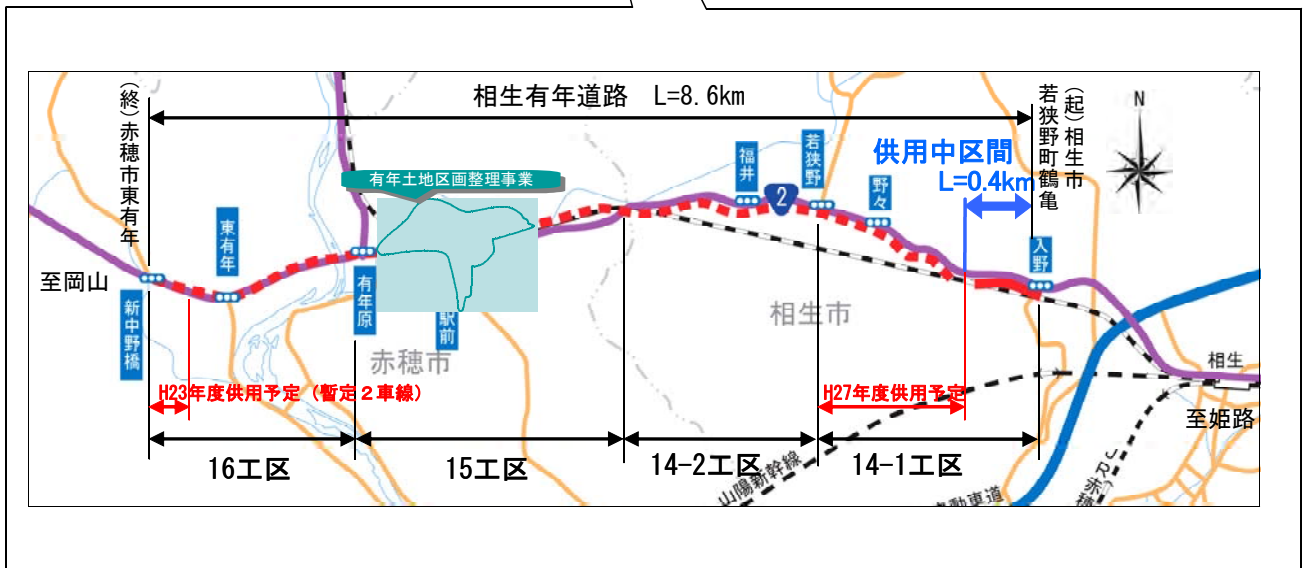 相生有年道路 L=8.6km
(終)赤穂市東有年
(起)相生市
若狭野町鶴亀
N
供用中区間
L=0.4km
有年土地区画整理事業
福井
若狭野
2
野々
入野
東有年
有年原
駅前
新中野橋
至岡山
赤穂市
相生市
相生
至姫路
H23年度供用予定(暫定2車線)
H27年度供用予定
16工区
15工区
14-2工区
14-1工区
山陽新幹線
動車道
赤穂